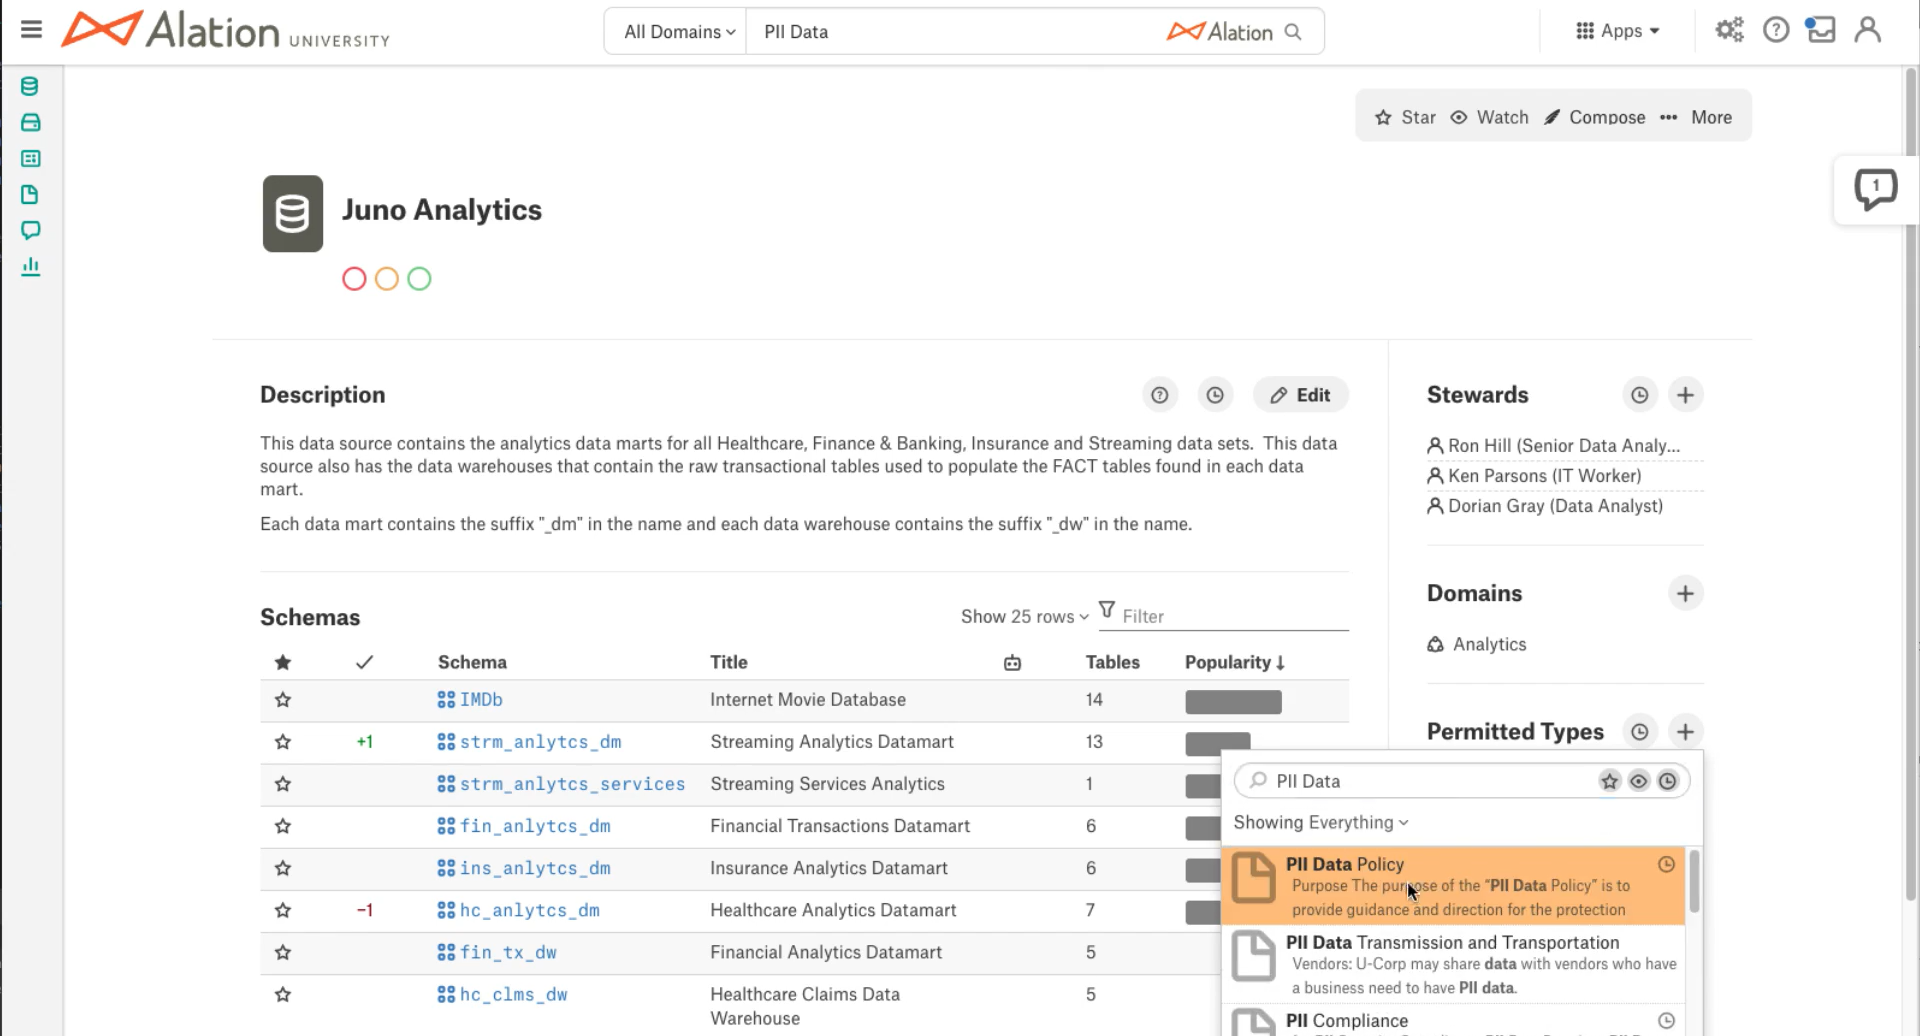 Alation UNIVERSITY
All Domains
PII Data
Alation
Apps
Star
Watch
Compose
More
1
Juno Analytics
Description
Edit
This data source contains the analytics data marts for all Healthcare, Finance & Banking, Insurance and Streaming data sets. This data
source also has the data warehouses that contain the raw transactional tables used to populate the FACT tables found in each data
mart.
Each data mart contains the suffix "_dm" in the name and each data warehouse contains the suffix "_dw" in the name.
Stewards
Ron Hill (Senior Data Analy...
Ken Parsons (IT Worker)
Dorian Gray (Data Analyst)
Domains
Analytics
Permitted Types
Schemas
Show 25 rows
Filter
Schema Title Tables Popularity
IMDb Internet Movie Database 14
+1 strm_anlytcs_dm Streaming Analytics Datamart 13
strm_anlytcs_services Streaming Services Analytics 1
fin_anlytcs_dm Financial Transactions Datamart 6
ins_anlytcs_dm Insurance Analytics Datamart 6
−1 hc_anlytcs_dm Healthcare Analytics Datamart 7
fin_tx_dw Financial Analytics Datamart 5
hc_clms_dw Healthcare Claims Data 5
Warehouse
PII Data
Showing Everything
PII Data Policy
Purpose The purpose of the “PII Data Policy” is to
provide guidance and direction for the protection
PII Data Transmission and Transportation
Vendors: U-Corp may share data with vendors who have
a business need to have PII data.
PII Compliance